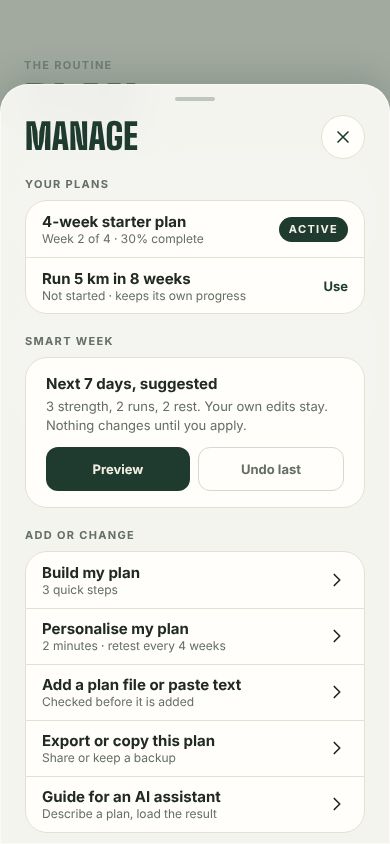 THE ROUTINE
MANAGE
YOUR PLANS
4-week starter plan
Week 2 of 4 · 30% complete
ACTIVE
Run 5 km in 8 weeks
Not started · keeps its own progress
Use
SMART WEEK
Next 7 days, suggested
3 strength, 2 runs, 2 rest. Your own edits stay.
Nothing changes until you apply.
Preview
Undo last
ADD OR CHANGE
Build my plan
3 quick steps
Personalise my plan
2 minutes · retest every 4 weeks
Add a plan file or paste text
Checked before it is added
Export or copy this plan
Share or keep a backup
Guide for an AI assistant
Describe a plan, load the result